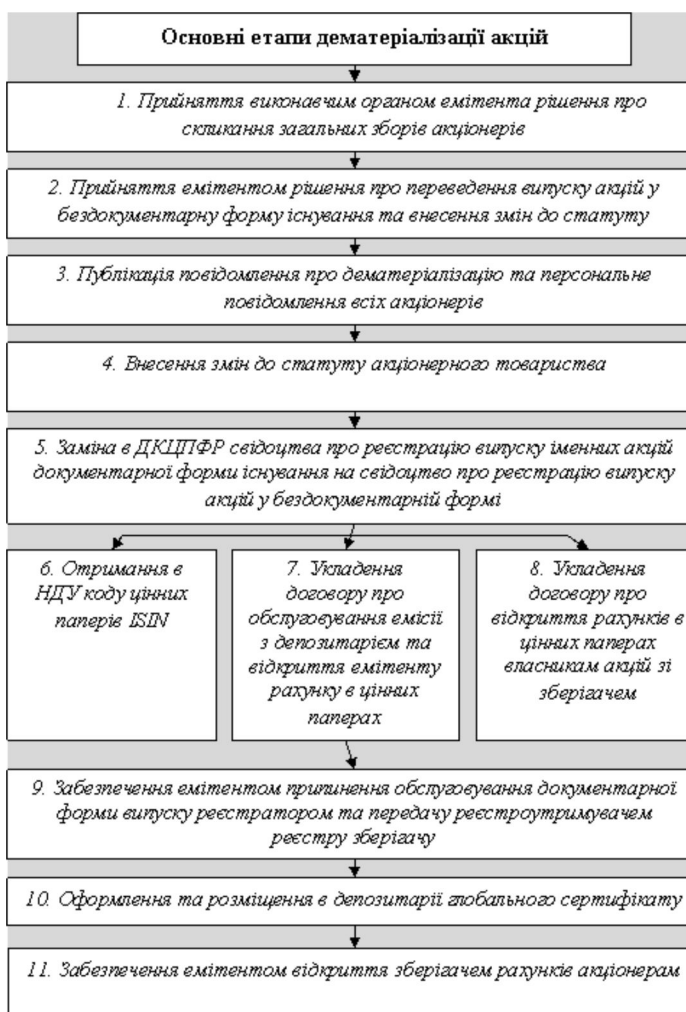 Основні етапи дематеріалізації акцій
1. Прийняття виконавчим органом емітента рішення про
скликання загальних зборів акціонерів
2. Прийняття емітентом рішення про переведення випуску акцій у
бездокументарну форму існування та внесення змін до статуту
3. Публікація повідомлення про дематеріалізацію та персональне
повідомлення всіх акціонерів
4. Внесення змін до статуту акціонерного товариства
5. Заміна в ДКЦПФР свідоцтва про реєстрацію випуску іменних акцій
документарної форми існування на свідоцтво про реєстрацію випуску
акцій у бездокументарній формі
6. Отримання в
НДУ коду цінних
паперів ISIN
7. Укладення
договору про
обслуговування емісії
з депозитарієм та
відкриття емітенту
рахунку в цінних
паперах
8. Укладення
договору про
відкриття рахунків в
цінних паперах
власникам акцій зі
зберігачем
9. Забезпечення емітентом припинення обслуговування документарної
форми випуску реєстратором та передачу реєстроутримувачем
реєстру зберігачу
10. Оформлення та розміщення в депозитарії глобального сертифікату
11. Забезпечення емітентом відкриття зберігачем рахунків акціонерам